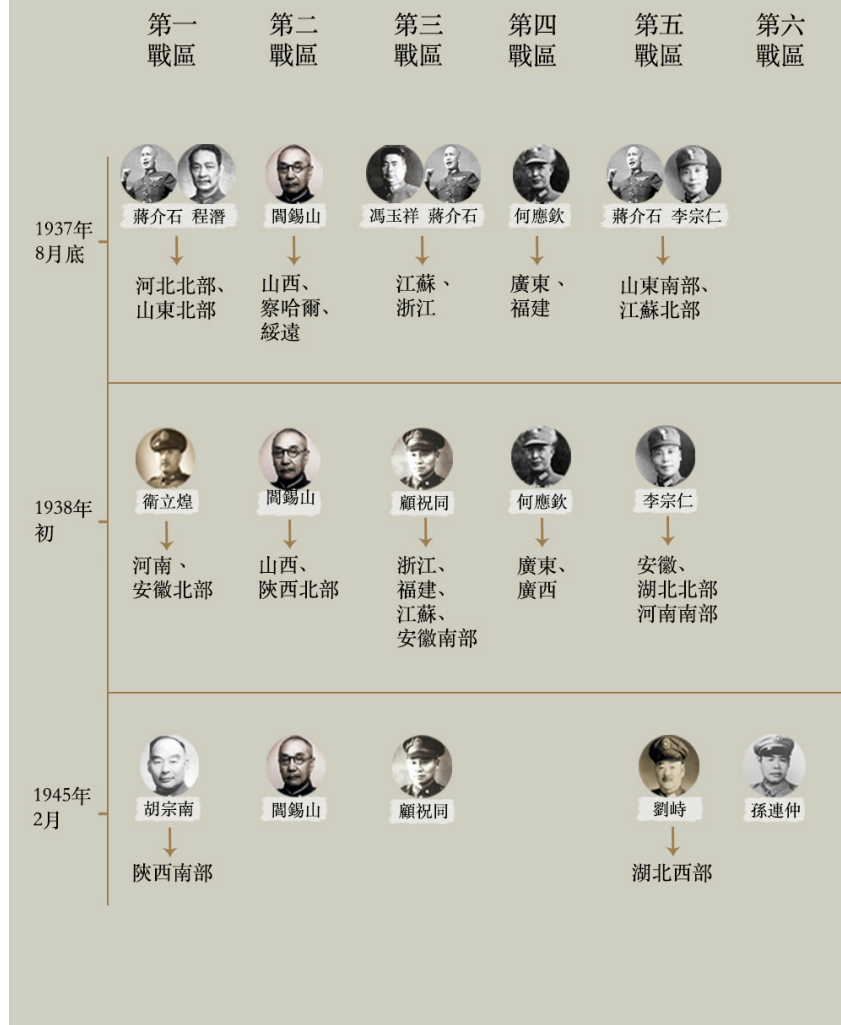 第一
戰區
第二
戰區
第三
戰區
第四
戰區
第五
戰區
第六
戰區
1937年
8月底
蔣介石 程潛
河北北部、
山東北部
閻錫山
山西、
察哈爾、
綏遠
馮玉祥 蔣介石
江蘇、
浙江
何應欽
廣東、
福建
蔣介石 李宗仁
山東南部、
江蘇北部
1938年
初
衛立煌
河南、
安徽北部
閻錫山
山西、
陝西北部
顧祝同
浙江、
福建、
江蘇、
安徽南部
何應欽
廣東、
廣西
李宗仁
安徽、
湖北北部
河南南部
1945年
2月
胡宗南
陝西南部
閻錫山
顧祝同
劉峙
湖北西部
孫連仲